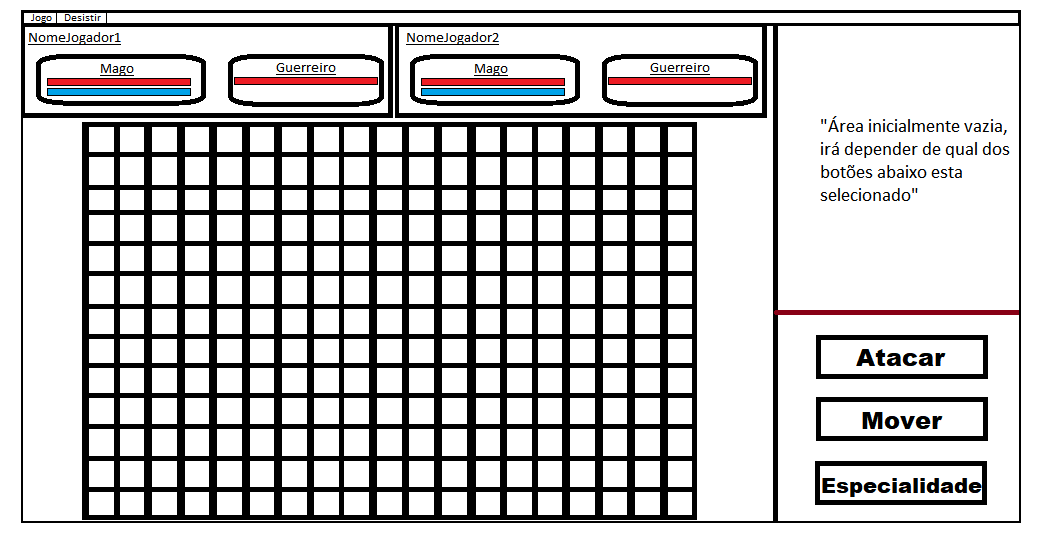 Jogo Desistir
NomeJogador1
Mago
Guerreiro
NomeJogador2
Mago
Guerreiro
"Área inicialmente vazia,
irá depender de qual dos
botões abaixo esta
selecionado"
Atacar
Mover
Especialidade